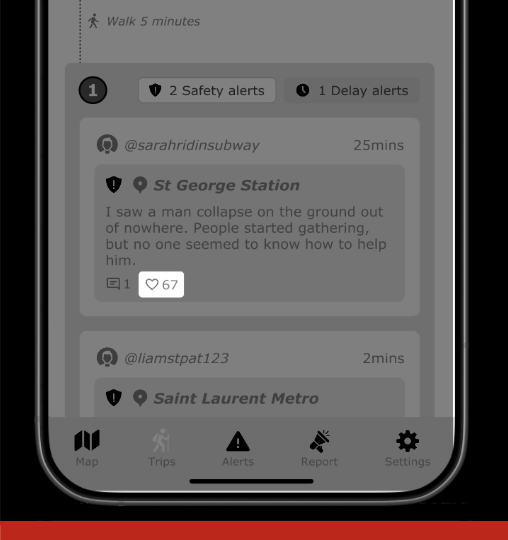 Walk 5 minutes
1 2 Safety alerts 1 Delay alerts
@sarahridinsubway 25mins
St George Station
I saw a man collapse on the ground out
of nowhere. People started gathering,
but no one seemed to know how to help
him.
1 67
@liamstpat123 2mins
Saint Laurent Metro
Map Trips Alerts Report Settings